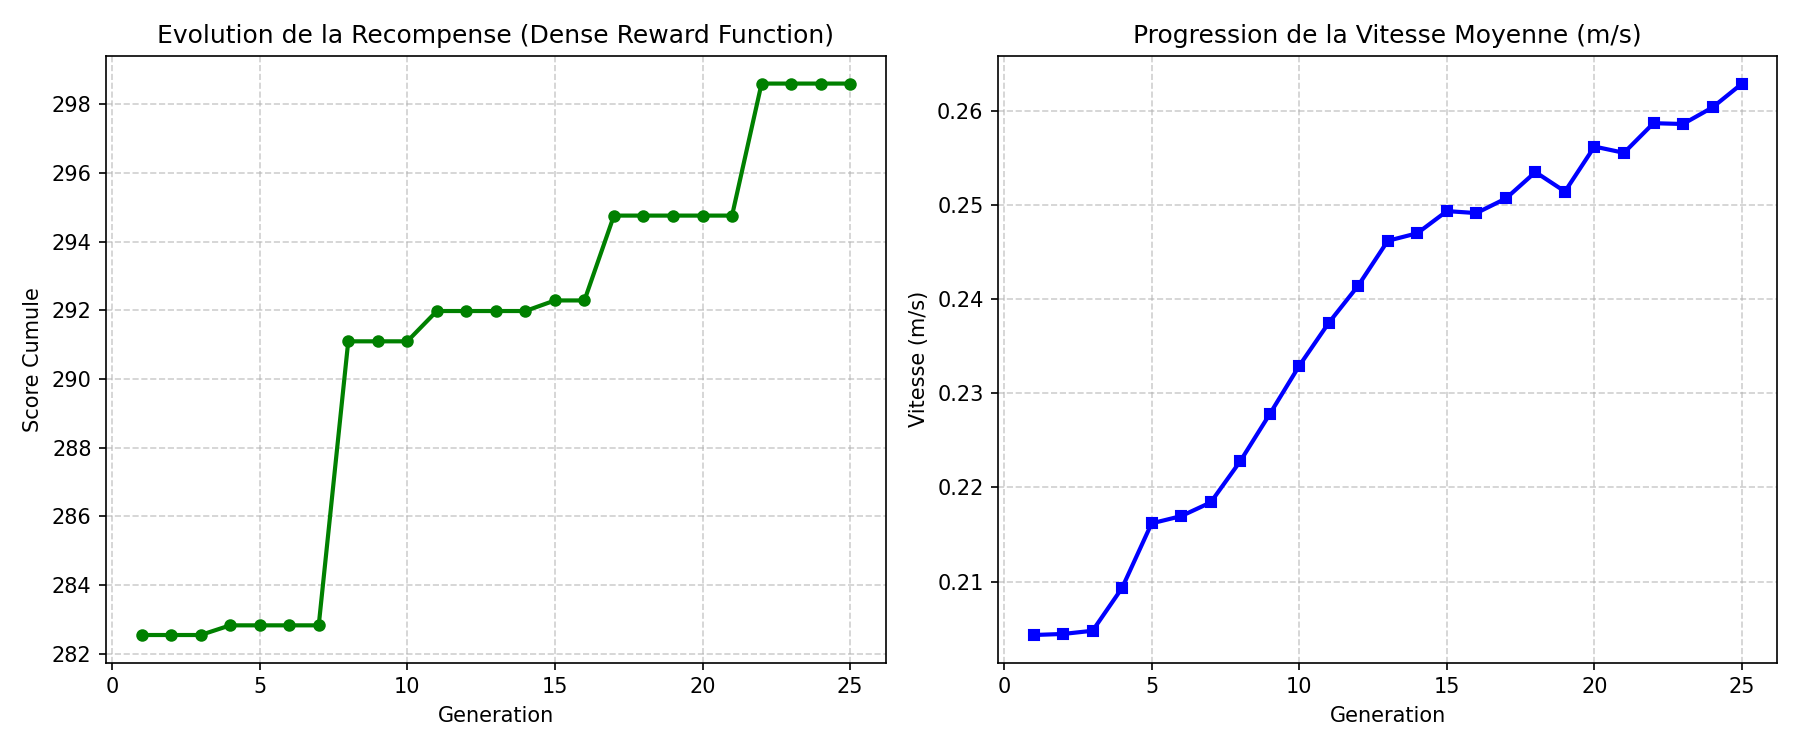 Evolution de la Recompense (Dense Reward Function)
298
296
294
292
290
288
286
284
282
Score Cumule
0 5 10 15 20 25
Generation
Progression de la Vitesse Moyenne (m/s)
0.26
0.25
0.24
0.23
0.22
0.21
Vitesse (m/s)
0 5 10 15 20 25
Generation